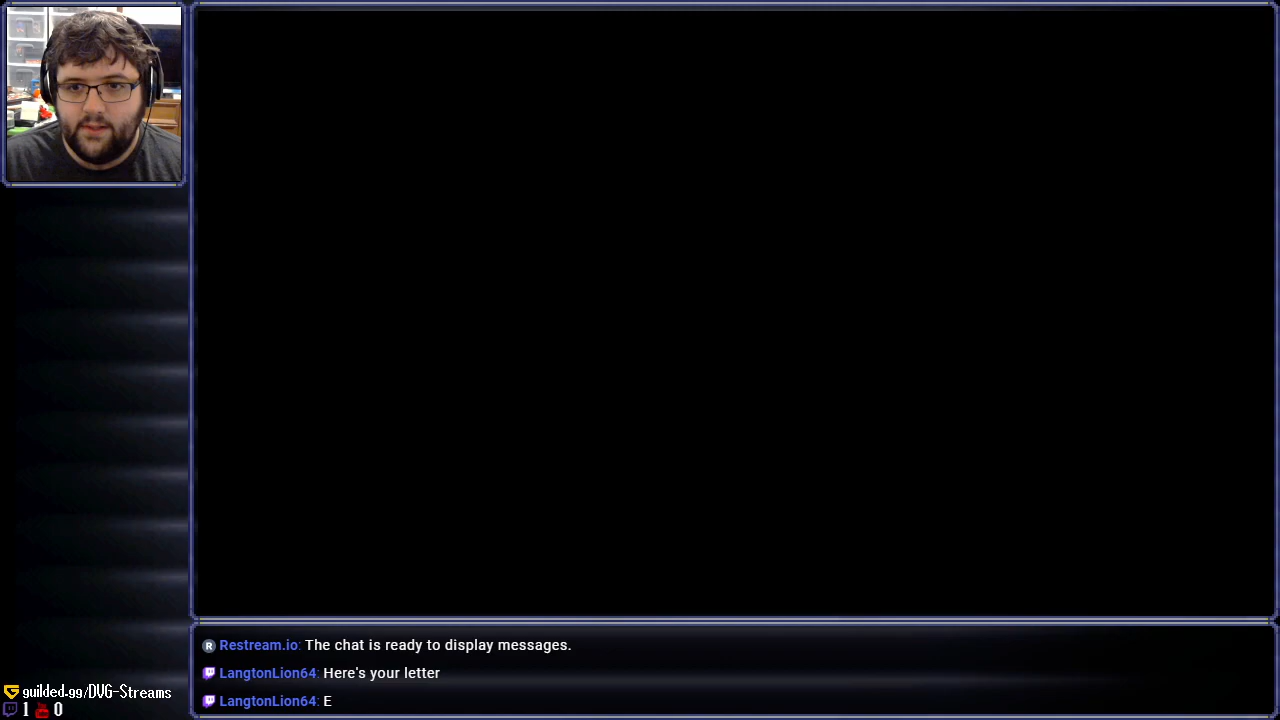 Restream.io: The chat is ready to display messages.
LangtonLion64: Here's your letter
LangtonLion64: E
guilded.gg/DVG-Streams
1 0